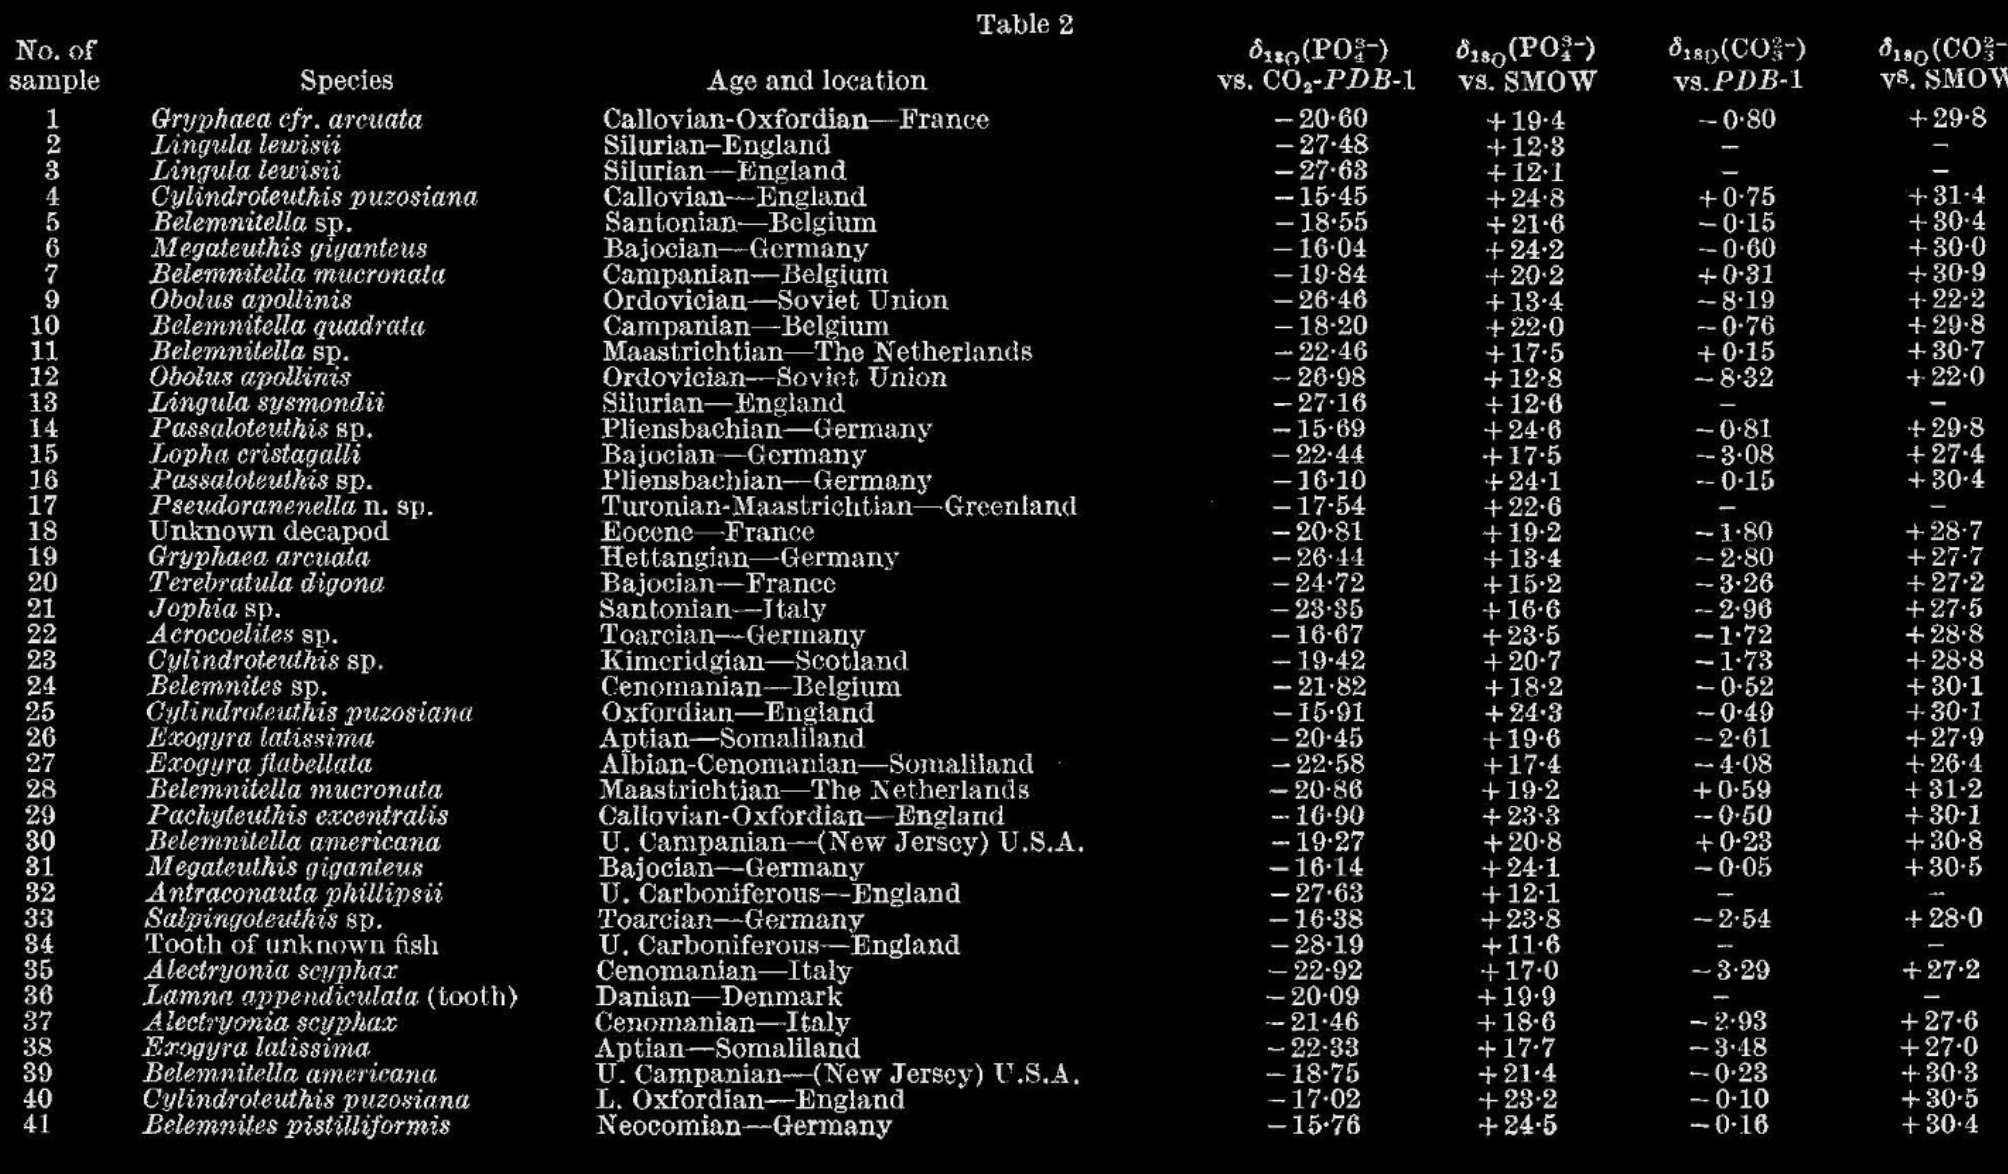 Table 2
No. of sample Species Age and location δ₁₈O(PO₄³⁻) vs. CO₂-PDB-1 δ₁₈O(PO₄³⁻) vs. SMOW δ₁₈O(CO₃²⁻) vs. PDB-1 δ₁₈O(CO₃²⁻ vs. SMOW
1 Gryphaea cfr. arcuata Callovian-Oxfordian—France −20·60 +19·4 −0·80 +29·8
2 Lingula lewisii Silurian–England −27·48 +12·3 – –
3 Lingula lewisii Silurian—England −27·63 +12·1 – –
4 Cylindroteuthis puzosiana Callovian—England −15·45 +24·8 +0·75 +31·4
5 Belemnitella sp. Santonian—Belgium −18·55 +21·6 −0·15 +30·4
6 Megateuthis giganteus Bajocian—Germany −16·04 +24·2 −0·60 +30·0
7 Belemnitella mucronata Campanian—Belgium −19·84 +20·2 +0·31 +30·9
9 Obolus apollinis Ordovician—Soviet Union −26·46 +13·4 −8·19 +22·2
10 Belemnitella quadrata Campanian—Belgium −18·20 +22·0 −0·76 +29·8
11 Belemnitella sp. Maastrichtian—The Netherlands −22·46 +17·5 +0·15 +30·7
12 Obolus apollinis Ordovician—Soviet Union −26·98 +12·8 −8·32 +22·0
13 Lingula sysmondii Silurian—England −27·16 +12·6 – –
14 Passaloteuthis sp. Pliensbachian—Germany −15·69 +24·6 −0·81 +29·8
15 Lopha cristagalli Bajocian—Germany −22·44 +17·5 −3·08 +27·4
16 Passaloteuthis sp. Pliensbachian—Germany −16·10 +24·1 −0·15 +30·4
17 Pseudoranenella n. sp. Turonian-Maastrichtian—Greenland −17·54 +22·6 – –
18 Unknown decapod Eocene—France −20·81 +19·2 −1·80 +28·7
19 Gryphaea arcuata Hettangian—Germany −26·44 +13·4 −2·80 +27·7
20 Terebratula digona Bajocian—France −24·72 +15·2 −3·26 +27·2
21 Jophia sp. Santonian—Italy −23·35 +16·6 −2·96 +27·5
22 Acrocoelites sp. Toarcian—Germany −16·67 +23·5 −1·72 +28·8
23 Cylindroteuthis sp. Kimeridgian—Scotland −19·42 +20·7 −1·73 +28·8
24 Belemnites sp. Cenomanian—Belgium −21·82 +18·2 −0·52 +30·1
25 Cylindroteuthis puzosiana Oxfordian—England −15·91 +24·3 −0·49 +30·1
26 Exogyra latissima Aptian—Somaliland −20·45 +19·6 −2·61 +27·9
27 Exogyra flabellata Albian-Cenomanian—Somaliland −22·58 +17·4 −4·08 +26·4
28 Belemnitella mucronata Maastrichtian—The Netherlands −20·86 +19·2 +0·59 +31·2
29 Pachyteuthis excentralis Callovian-Oxfordian—England −16·90 +23·3 −0·50 +30·1
30 Belemnitella americana U. Campanian—(New Jersey) U.S.A. −19·27 +20·8 +0·23 +30·8
31 Megateuthis giganteus Bajocian—Germany −16·14 +24·1 −0·05 +30·5
32 Antraconauta phillipsii U. Carboniferous—England −27·63 +12·1 – –
33 Salpingoteuthis sp. Toarcian—Germany −16·38 +23·8 −2·54 +28·0
34 Tooth of unknown fish U. Carboniferous—England −28·19 +11·6 – –
35 Alectryonia scyphax Cenomanian—Italy −22·92 +17·0 −3·29 +27·2
36 Lamna appendiculata (tooth) Danian—Denmark −20·09 +19·9 – –
37 Alectryonia scyphax Cenomanian—Italy −21·46 +18·6 −2·93 +27·6
38 Exogyra latissima Aptian—Somaliland −22·33 +17·7 −3·48 +27·0
39 Belemnitella americana U. Campanian—(New Jersey) U.S.A. −18·75 +21·4 −0·23 +30·3
40 Cylindroteuthis puzosiana L. Oxfordian—England −17·02 +23·2 −0·10 +30·5
41 Belemnites pistilliformis Neocomian—Germany −15·76 +24·5 −0·16 +30·4